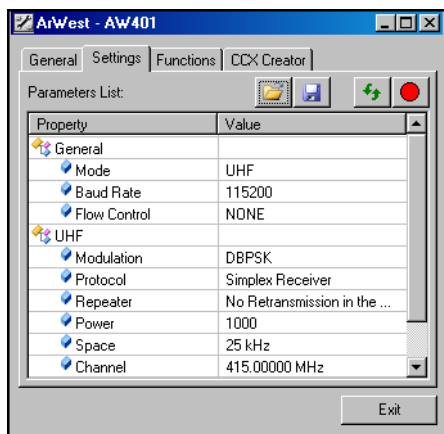 ArWest - AW401
General Settings Functions CCX Creator
Parameters List:
Property Value
General
Mode UHF
Baud Rate 115200
Flow Control NONE
UHF
Modulation DBPSK
Protocol Simplex Receiver
Repeater No Retransmission in the ...
Power 1000
Space 25 kHz
Channel 415.00000 MHz
Exit